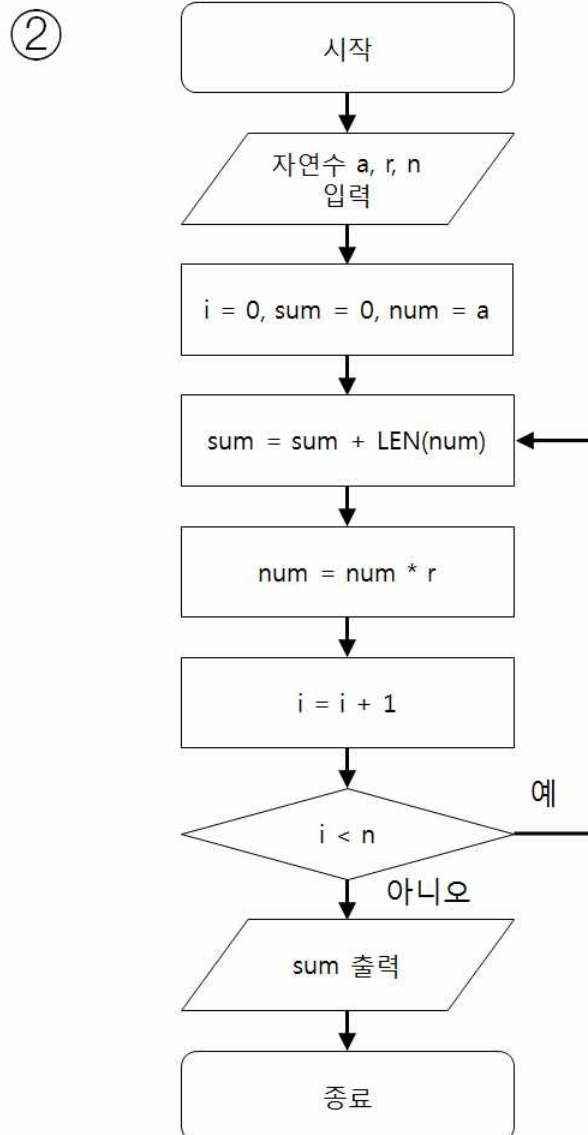 ②
시작
자연수 a, r, n
입력
i = 0, sum = 0, num = a
sum = sum + LEN(num)
num = num * r
i = i + 1
예
i < n
아니오
sum 출력
종료